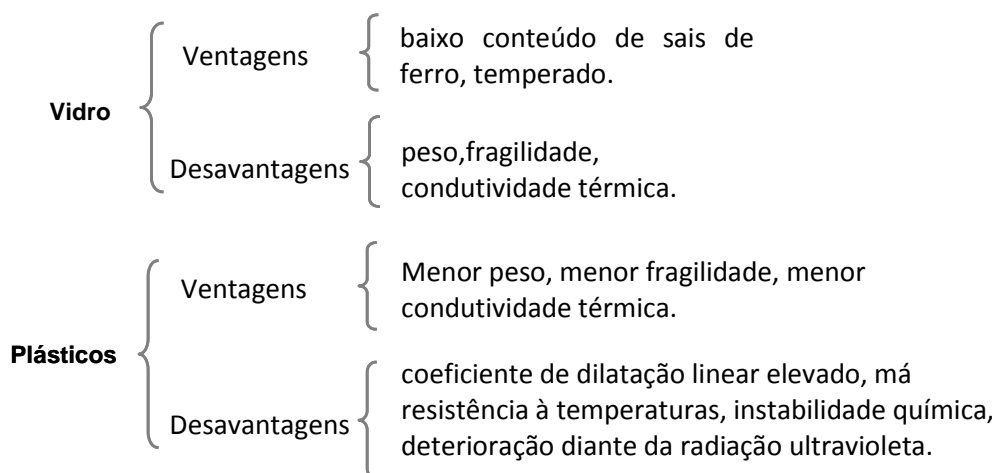 Vidro
Ventagens
baixo conteúdo de sais de
ferro, temperado.
Desavantagens
peso,fragilidade,
condutividade térmica.
Plásticos
Ventagens
Menor peso, menor fragilidade, menor
condutividade térmica.
Desavantagens
coeficiente de dilatação linear elevado, má
resistência à temperaturas, instabilidade química,
deterioração diante da radiação ultravioleta.